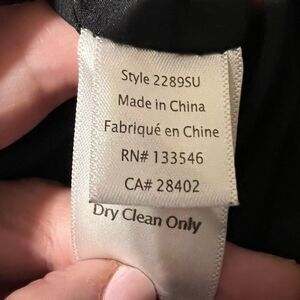 Style 2289SU
Made in China
Fabriqué en Chine
RN# 133546
CA# 28402
Dry Clean Only